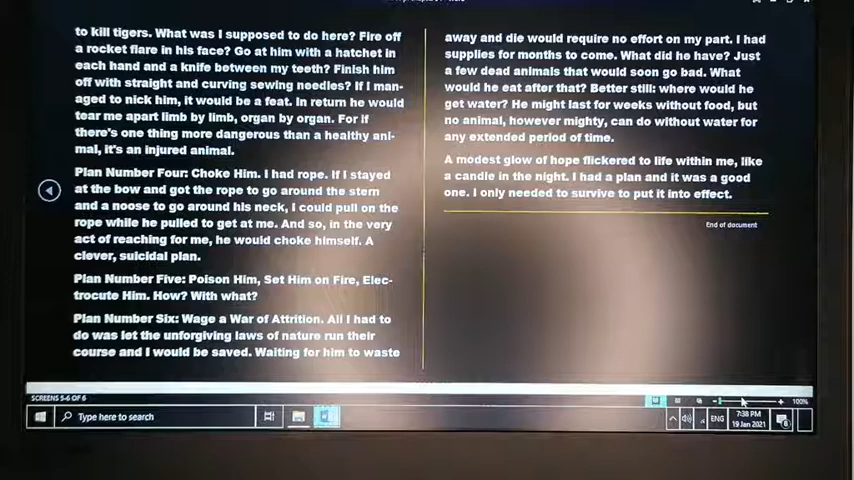 to kill tigers. What was I supposed to do here? Fire off
a rocket flare in his face? Go at him with a hatchet in
each hand and a knife between my teeth? Finish him
off with straight and curving sewing needles? If I man-
aged to nick him, it would be a feat. In return he would
tear me apart limb by limb, organ by organ. For if
there's one thing more dangerous than a healthy ani-
mal, it's an injured animal.
Plan Number Four: Choke Him. I had rope. If I stayed
at the bow and got the rope to go around the stern
and a noose to go around his neck, I could pull on the
rope while he pulled to get at me. And so, in the very
act of reaching for me, he would choke himself. A
clever, suicidal plan.
Plan Number Five: Poison Him, Set Him on Fire, Elec-
trocute Him. How? With what?
Plan Number Six: Wage a War of Attrition. All I had to
do was let the unforgiving laws of nature run their
course and I would be saved. Waiting for him to waste
away and die would require no effort on my part. I had
supplies for months to come. What did he have? Just
a few dead animals that would soon go bad. What
would he eat after that? Better still: where would he
get water? He might last for weeks without food, but
no animal, however mighty, can do without water for
any extended period of time.
A modest glow of hope flickered to life within me, like
a candle in the night. I had a plan and it was a good
one. I only needed to survive to put it into effect.
End of document
SCREENS 5-6 OF 6
100%
Type here to search
ENG
7:38 PM
19 Jan 2021